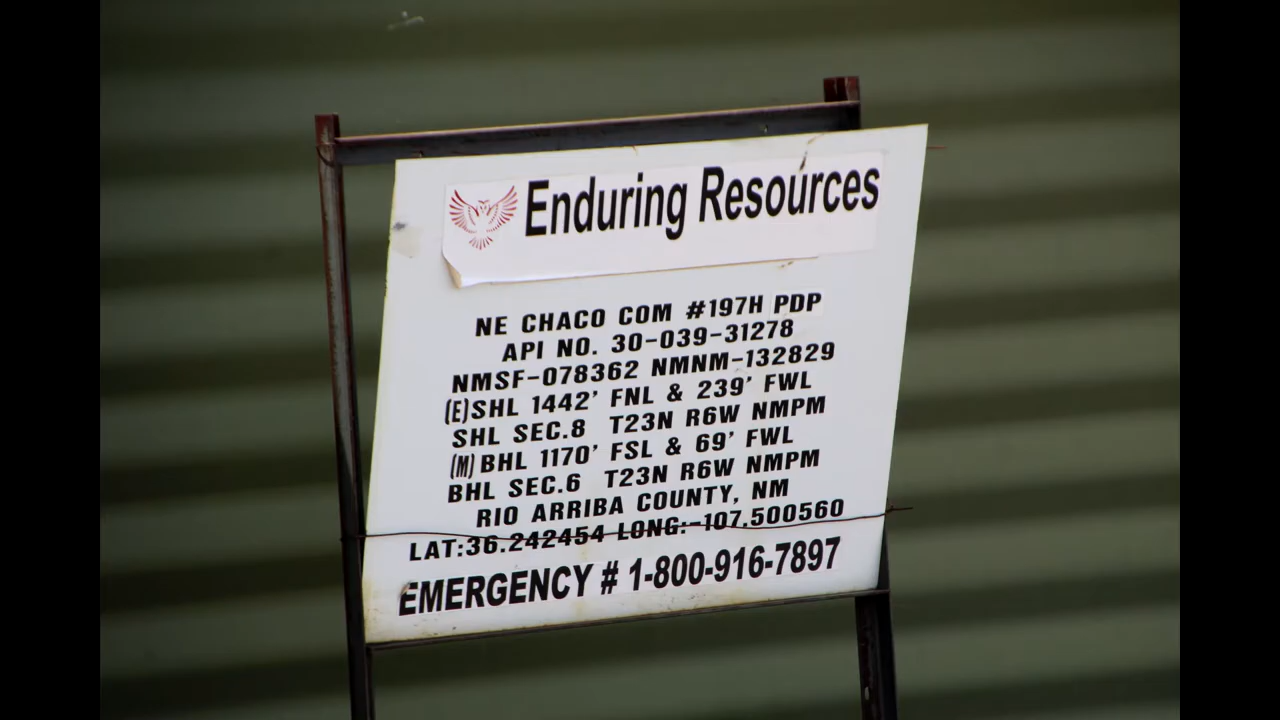 Enduring Resources
NE CHACO COM #197H PDP
API NO. 30-039-31278
NMSF-078362 NMNM-132829
(E)SHL 1442' FNL & 239' FWL
SHL SEC.8 T23N R6W NMPM
(M)BHL 1170' FSL & 69' FWL
BHL SEC.6 T23N R6W NMPM
RIO ARRIBA COUNTY, NM
LAT:36.242454 LONG:-107.500560
EMERGENCY # 1-800-916-7897